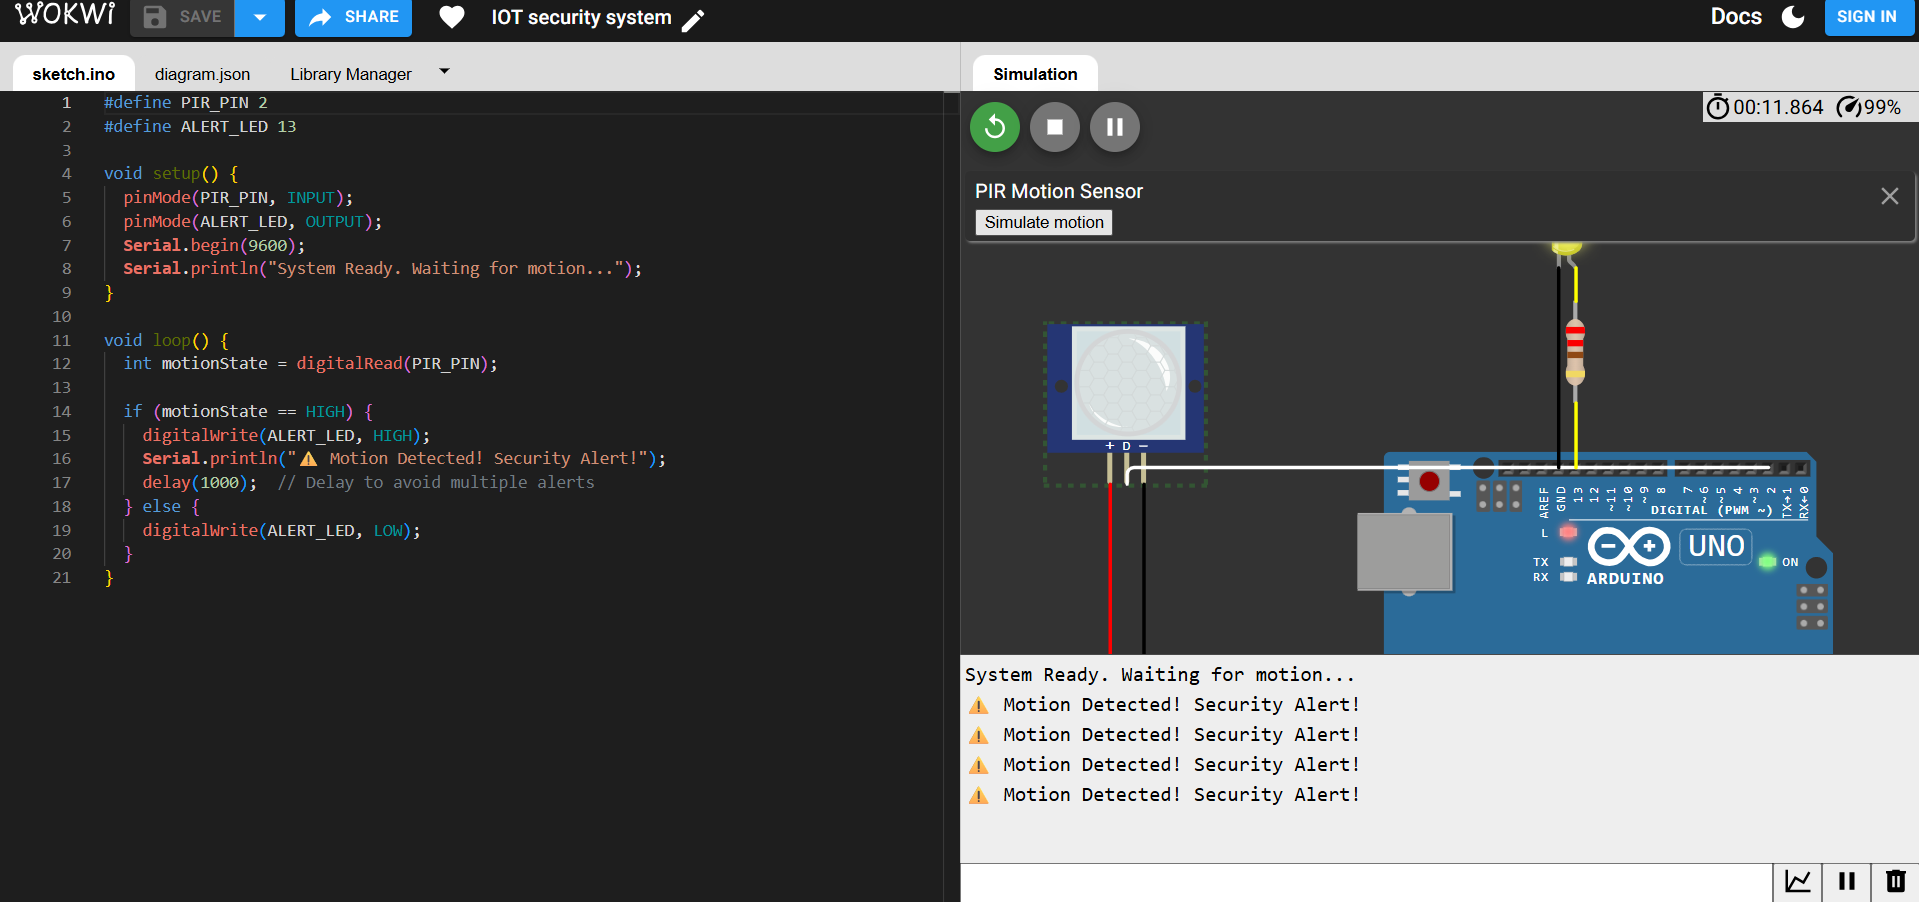 WOKWI SAVE SHARE IOT security system Docs SIGN IN
sketch.ino diagram.json Library Manager
Simulation
1 #define PIR_PIN 2
2 #define ALERT_LED 13
3
4 void setup() {
5 pinMode(PIR_PIN, INPUT);
6 pinMode(ALERT_LED, OUTPUT);
7 Serial.begin(9600);
8 Serial.println("System Ready. Waiting for motion...");
9 }
10
11 void loop() {
12 int motionState = digitalRead(PIR_PIN);
13
14 if (motionState == HIGH) {
15 digitalWrite(ALERT_LED, HIGH);
16 Serial.println("⚠️ Motion Detected! Security Alert!");
17 delay(1000); // Delay to avoid multiple alerts
18 } else {
19 digitalWrite(ALERT_LED, LOW);
20 }
21 }
00:11.864 99%
PIR Motion Sensor
Simulate motion
+ D −
AREF GND 13 12 ~11 ~10 ~9 8 7 ~6 ~5 4 ~3 2 TX→1 RX←0
DIGITAL (PWM ~)
L
UNO
TX
RX
ON
ARDUINO
System Ready. Waiting for motion...
⚠️ Motion Detected! Security Alert!
⚠️ Motion Detected! Security Alert!
⚠️ Motion Detected! Security Alert!
⚠️ Motion Detected! Security Alert!